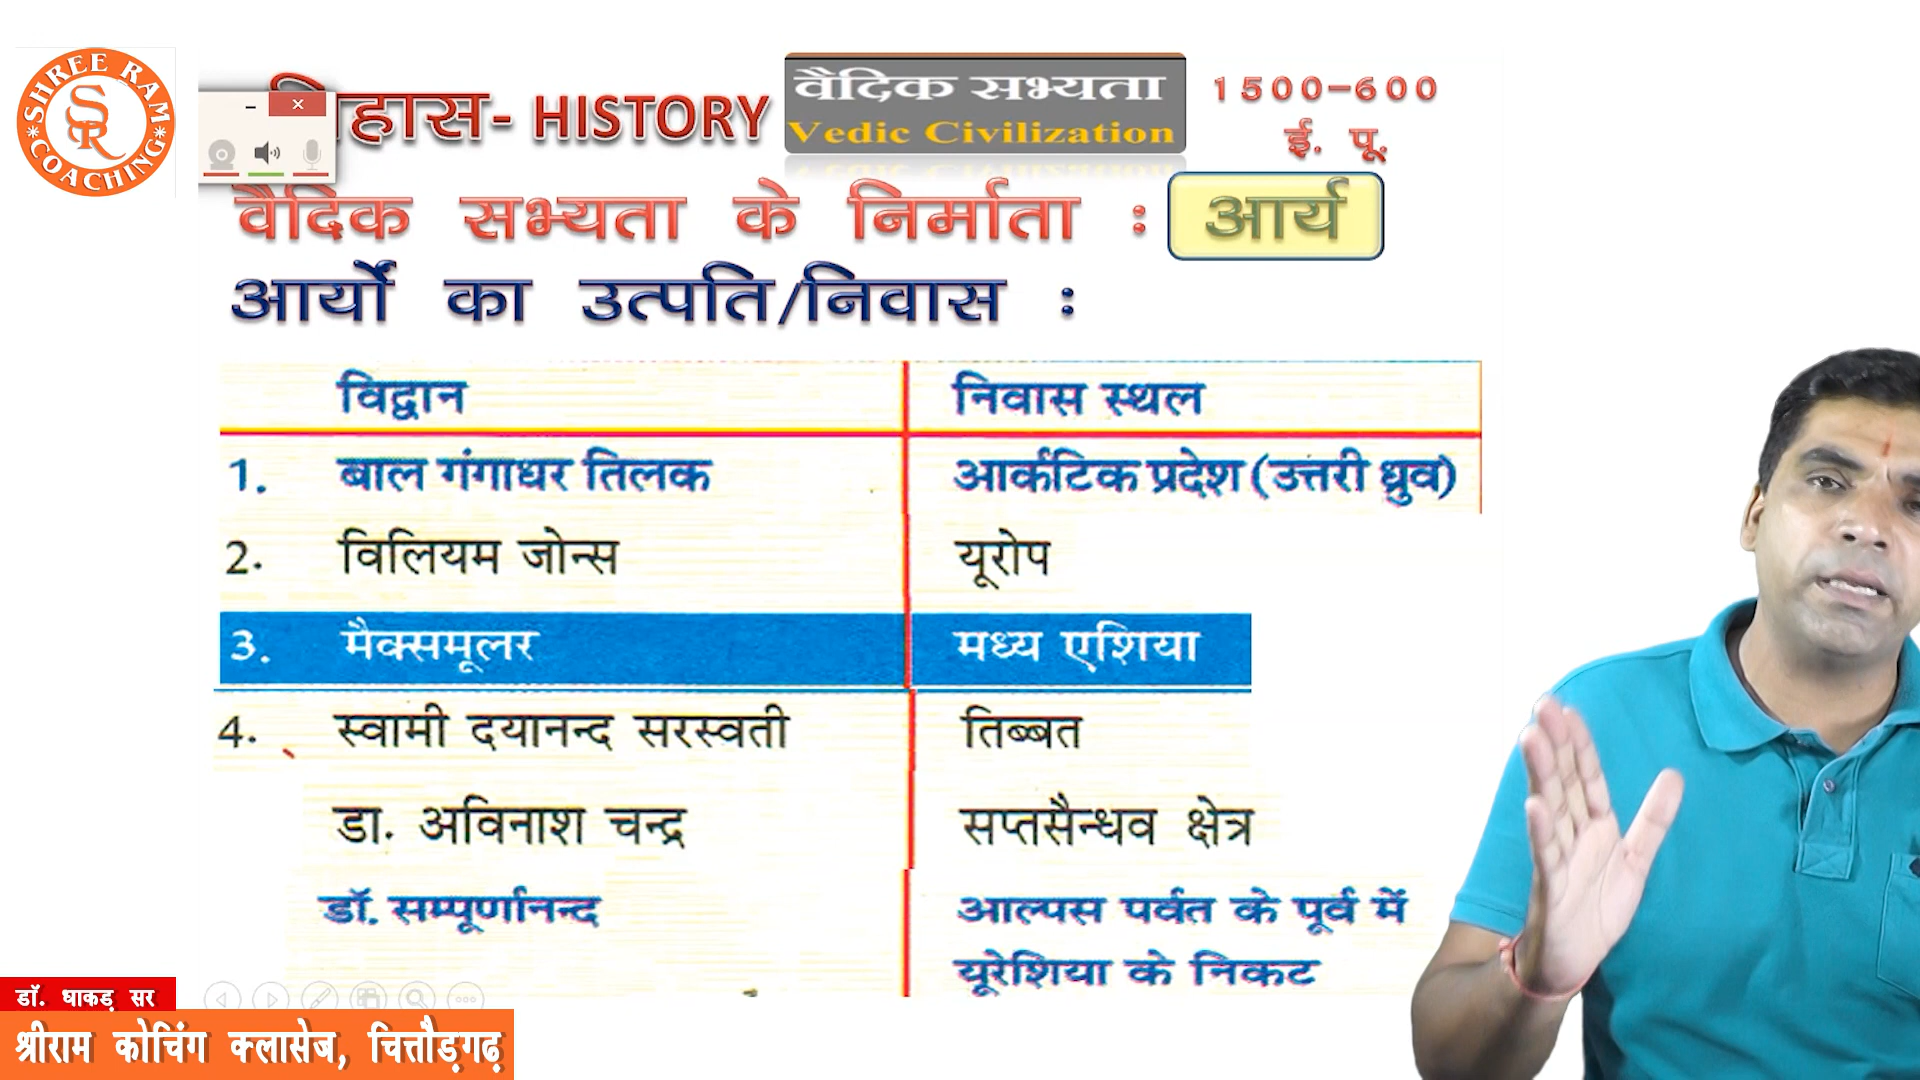 SHREE RAM
SR
COACHING
HISTORY
वैदिक सभ्यता
Vedic Civilization
1500-600
ई. पू.
वैदिक सभ्यता के निर्माता : आर्य
आर्यो का उत्पति/निवास :
विद्वान निवास स्थल
1. बाल गंगाधर तिलक आर्कटिक प्रदेश (उत्तरी ध्रुव)
2. विलियम जोन्स यूरोप
3. मैक्समूलर मध्य एशिया
4. स्वामी दयानन्द सरस्वती तिब्बत
डा. अविनाश चन्द्र सप्तसैन्धव क्षेत्र
डॉ. सम्पूर्णानन्द आल्पस पर्वत के पूर्व में
यूरेशिया के निकट
डॉ. धाकड़ सर
श्रीराम कोचिंग क्लासेज, चित्तौड़गढ़